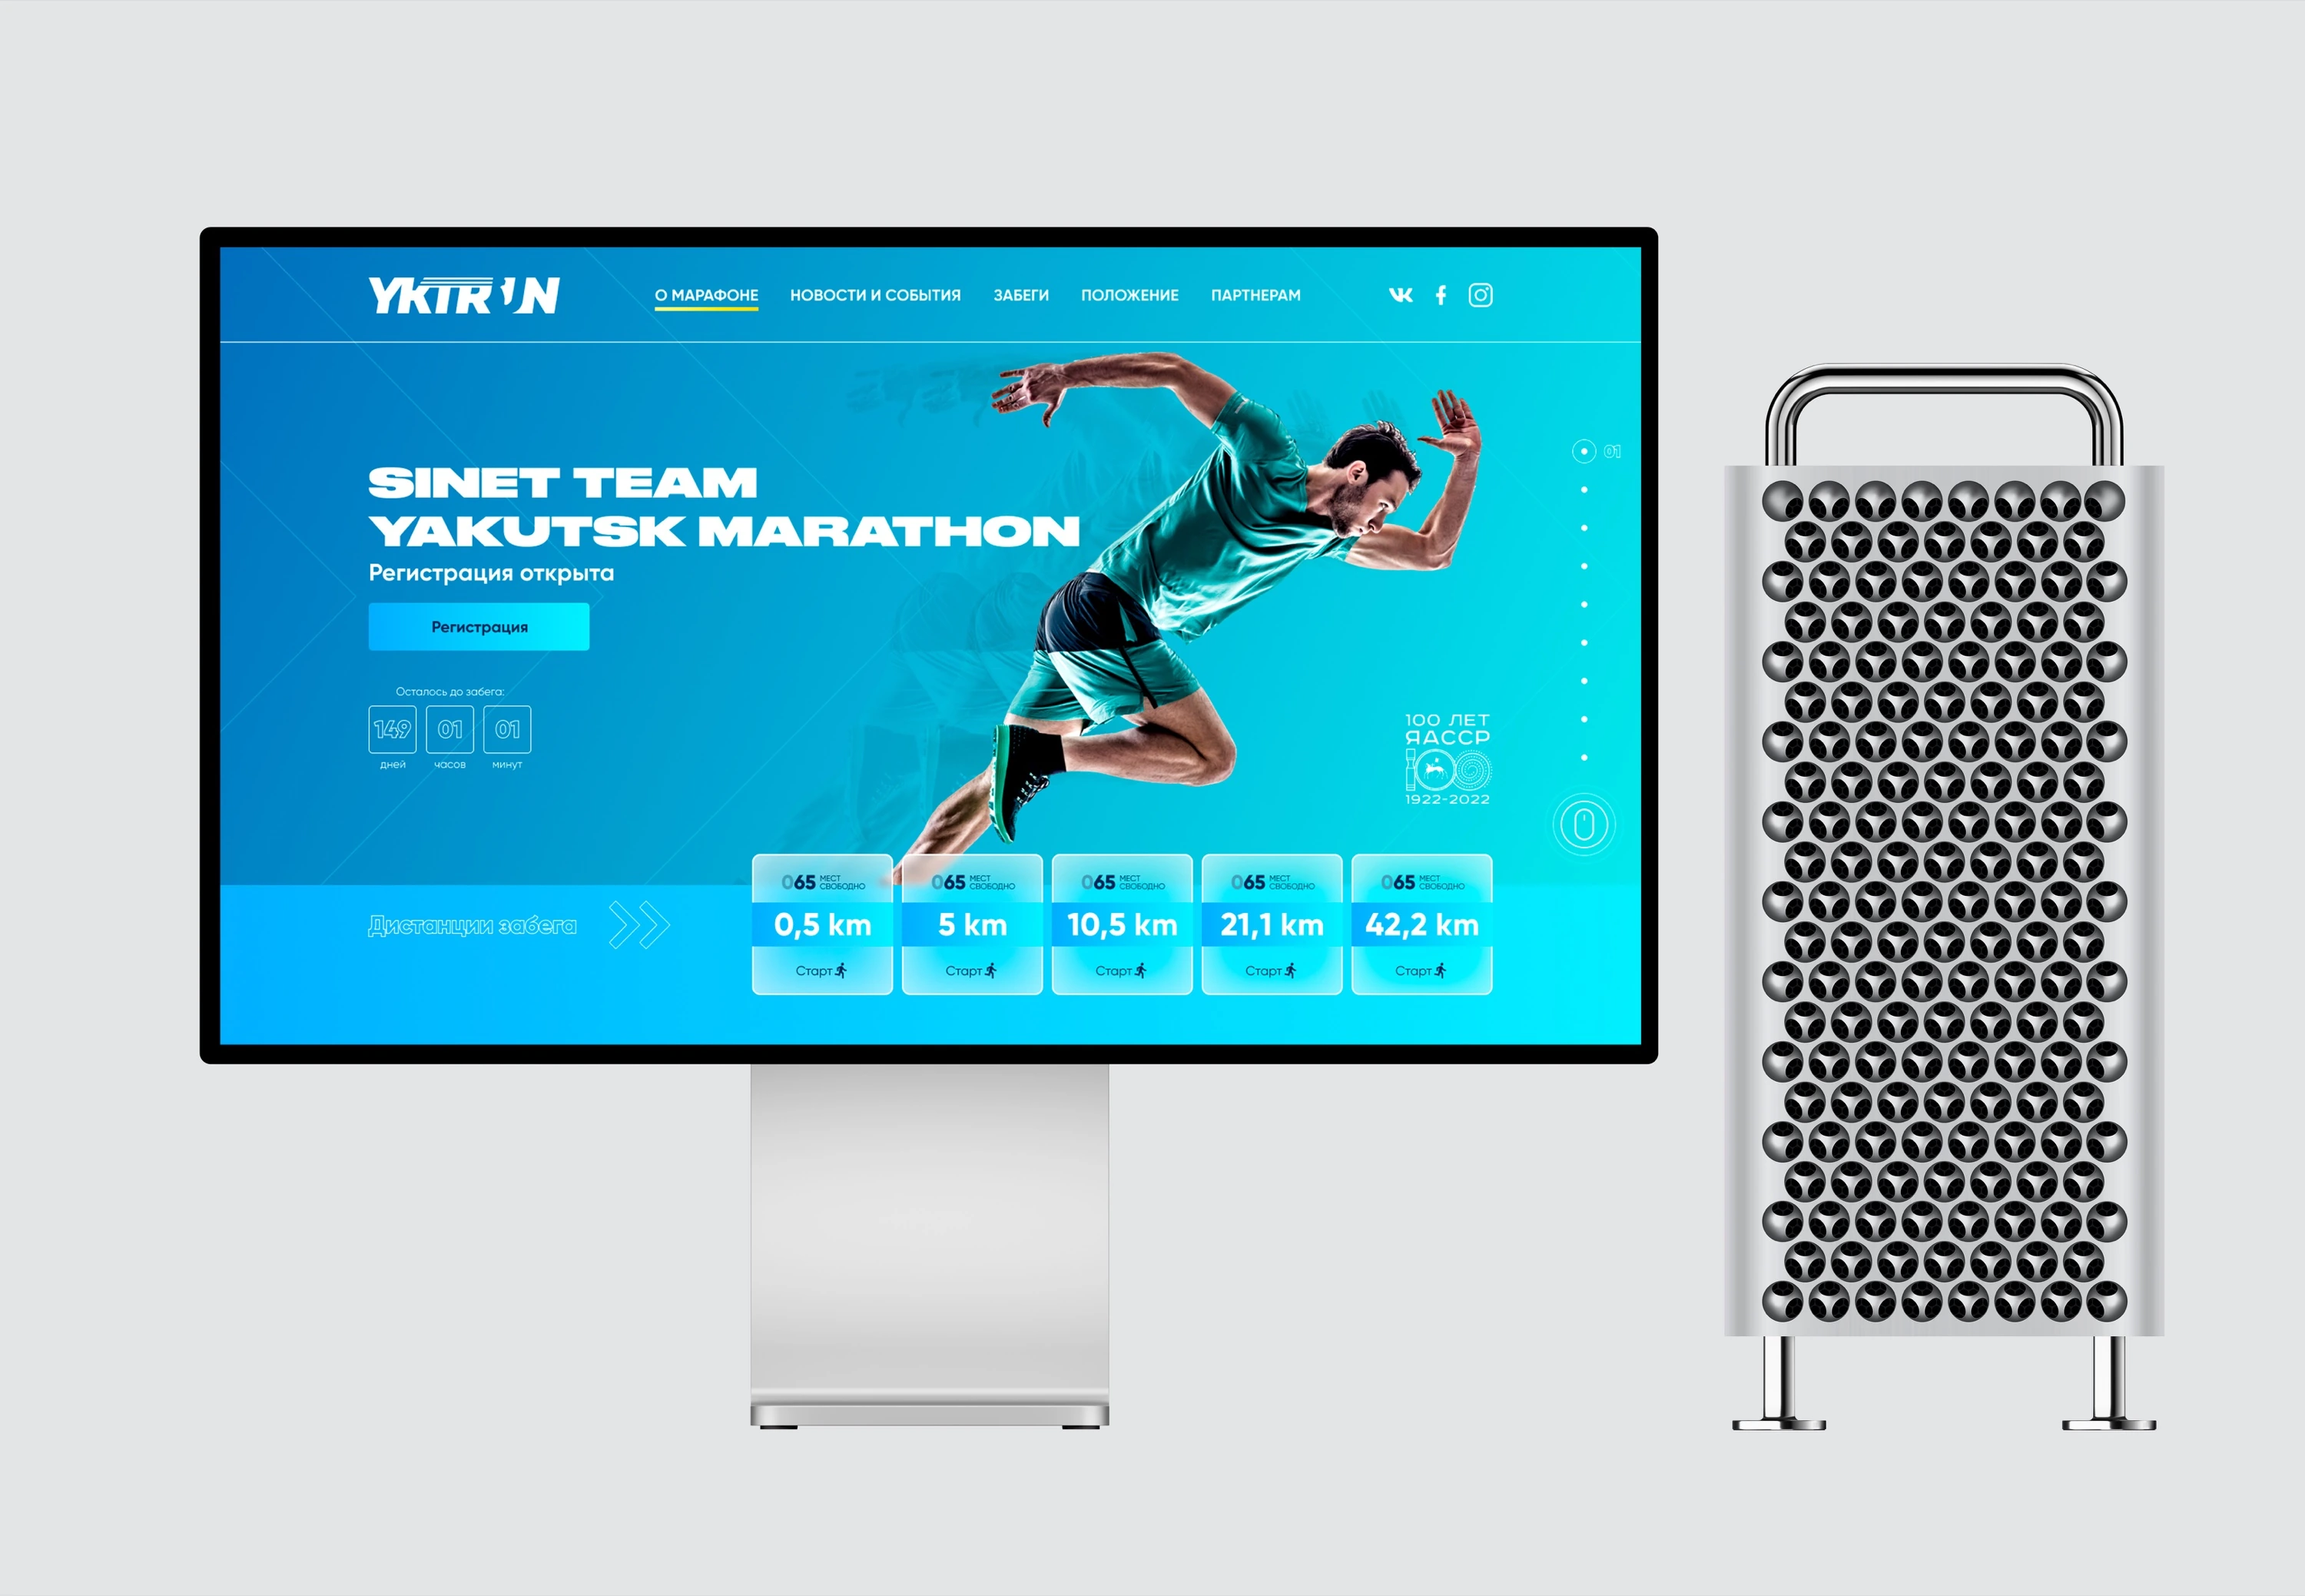 YKTRUN
О МАРАФОНЕ НОВОСТИ И СОБЫТИЯ ЗАБЕГИ ПОЛОЖЕНИЕ ПАРТНЕРАМ
01
SINET TEAM
YAKUTSK MARATHON
Регистрация открыта
Регистрация
Осталось до забега:
149 01 01
дней часов минут
100 ЛЕТ
ЯАССР
100
1922-2022
Дистанции забега
065 МЕСТ СВОБОДНО
0,5 km
Старт
065 МЕСТ СВОБОДНО
5 km
Старт
065 МЕСТ СВОБОДНО
10,5 km
Старт
065 МЕСТ СВОБОДНО
21,1 km
Старт
065 МЕСТ СВОБОДНО
42,2 km
Старт